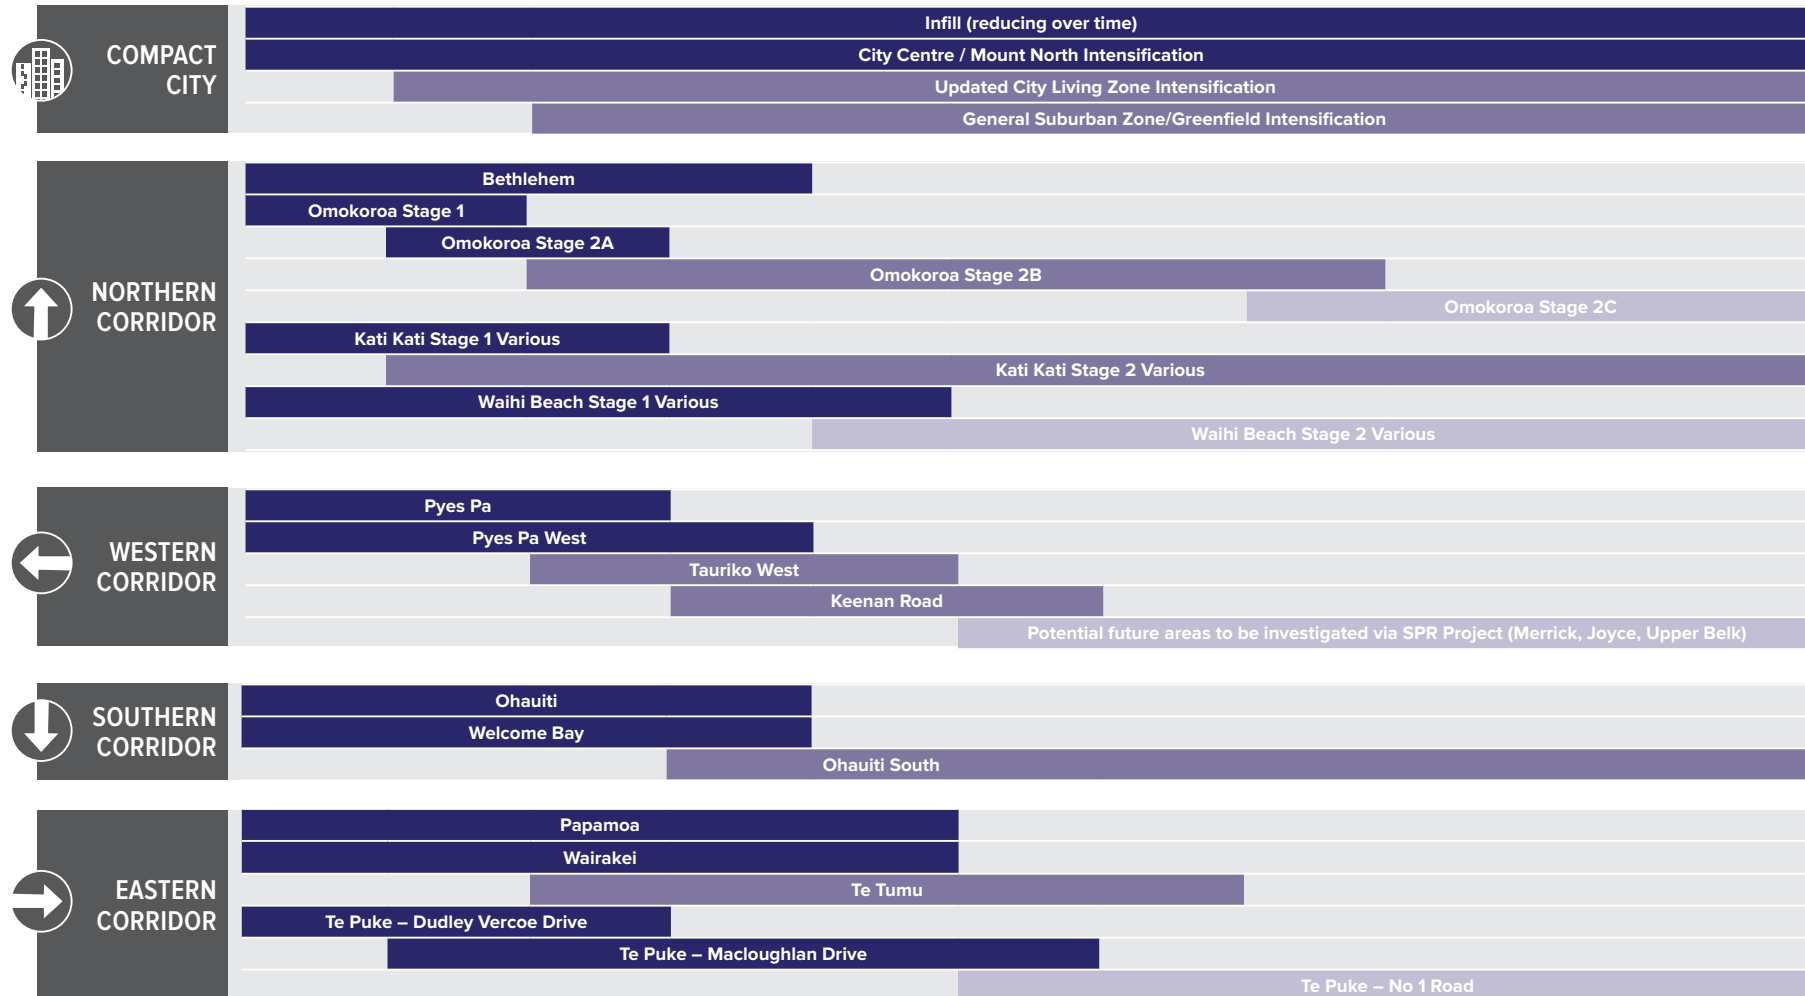 COMPACT
CITY
Infill (reducing over time)
City Centre / Mount North Intensification
Updated City Living Zone Intensification
General Suburban Zone/Greenfield Intensification
NORTHERN
CORRIDOR
Bethlehem
Omokoroa Stage 1
Omokoroa Stage 2A
Omokoroa Stage 2B
Omokoroa Stage 2C
Kati Kati Stage 1 Various
Kati Kati Stage 2 Various
Waihi Beach Stage 1 Various
Waihi Beach Stage 2 Various
WESTERN
CORRIDOR
Pyes Pa
Pyes Pa West
Tauriko West
Keenan Road
Potential future areas to be investigated via SPR Project (Merrick, Joyce, Upper Belk)
SOUTHERN
CORRIDOR
Ohauiti
Welcome Bay
Ohauiti South
EASTERN
CORRIDOR
Papamoa
Wairakei
Te Tumu
Te Puke – Dudley Vercoe Drive
Te Puke – Macloughlan Drive
Te Puke – No 1 Road